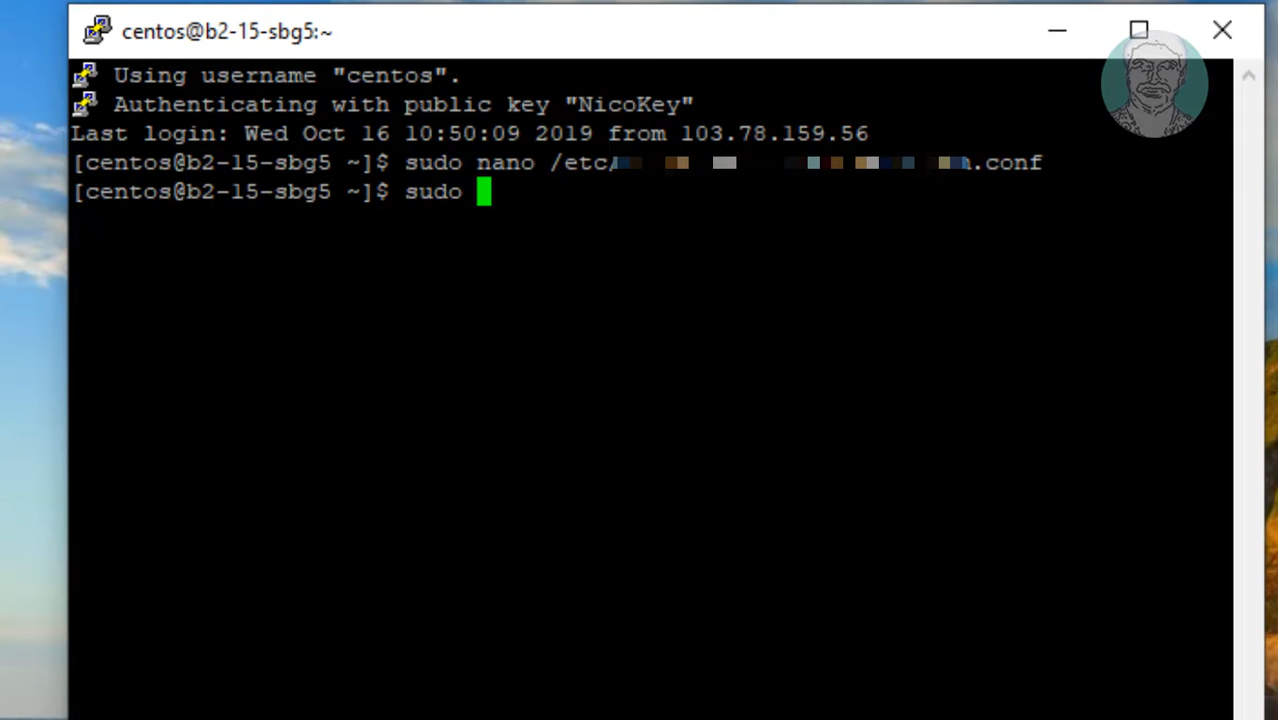 centos@b2-15-sbg5:~
Using username "centos".
Authenticating with public key "NicoKey"
Last login: Wed Oct 16 10:50:09 2019 from 103.78.159.56
[centos@b2-15-sbg5 ~]$ sudo nano /etc/ .conf
[centos@b2-15-sbg5 ~]$ sudo